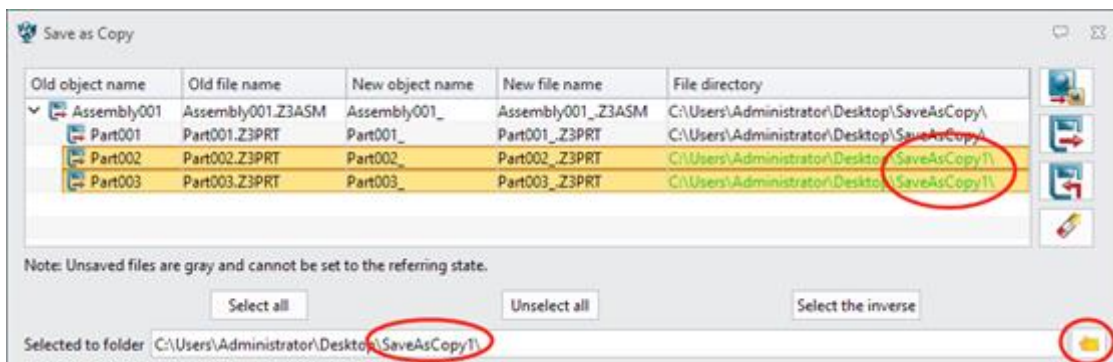 Save as Copy
Old object name Old file name New object name New file name File directory
Assembly001 Assembly001.Z3ASM Assembly001_ Assembly001_.Z3ASM C:\Users\Administrator\Desktop\SaveAsCopy\
Part001 Part001.Z3PRT Part001_ Part001_.Z3PRT C:\Users\Administrator\Desktop\SaveAsCopy\
Part002 Part002.Z3PRT Part002_ Part002_.Z3PRT C:\Users\Administrator\Desktop\SaveAsCopy1\
Part003 Part003.Z3PRT Part003_ Part003_.Z3PRT C:\Users\Administrator\Desktop\SaveAsCopy1\
Note: Unsaved files are gray and cannot be set to the referring state.
Select all Unselect all Select the inverse
Selected to folder C:\Users\Administrator\Desktop\SaveAsCopy1\